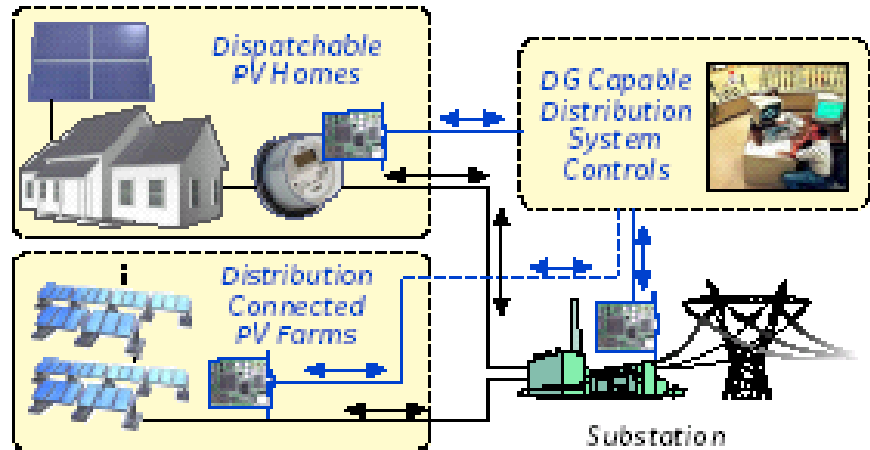 Dispatchable
PV Homes
DG Capable
Distribution
System
Controls
Distribution
Connected
PV Farms
Substation